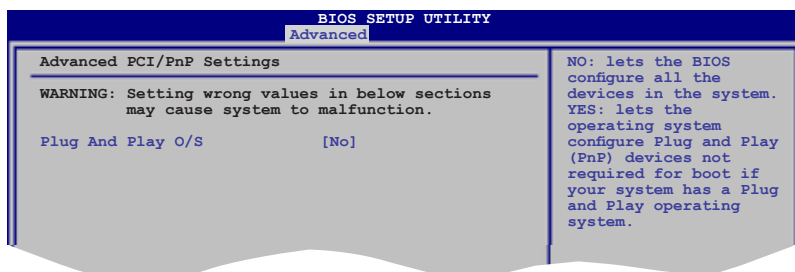 BIOS SETUP UTILITY
Advanced
Advanced PCI/PnP Settings
WARNING: Setting wrong values in below sections
may cause system to malfunction.
Plug And Play O/S [No]
NO: lets the BIOS
configure all the
devices in the system.
YES: lets the
operating system
configure Plug and Play
(PnP) devices not
required for boot if
your system has a Plug
and Play operating
system.